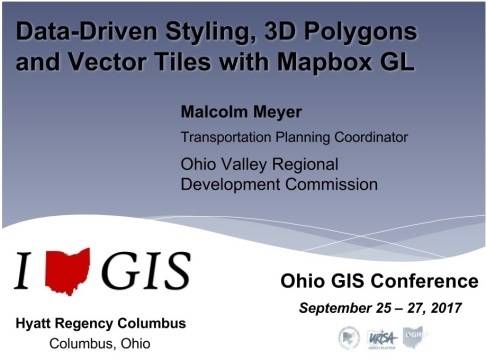 Data-Driven Styling, 3D Polygons
and Vector Tiles with Mapbox GL
Malcolm Meyer
Transportation Planning Coordinator
Ohio Valley Regional
Development Commission
I GIS
Ohio GIS Conference
September 25 – 27, 2017
Hyatt Regency Columbus
Columbus, Ohio
URISA